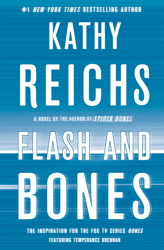 #1 NEW YORK TIMES BESTSELLING AUTHOR
KATHY
REICHS
A NOVEL BY THE AUTHOR OF SPIDER BONES
FLASH AND
BONES
THE INSPIRATION FOR THE FOX TV SERIES BONES
FEATURING TEMPERANCE BRENNAN